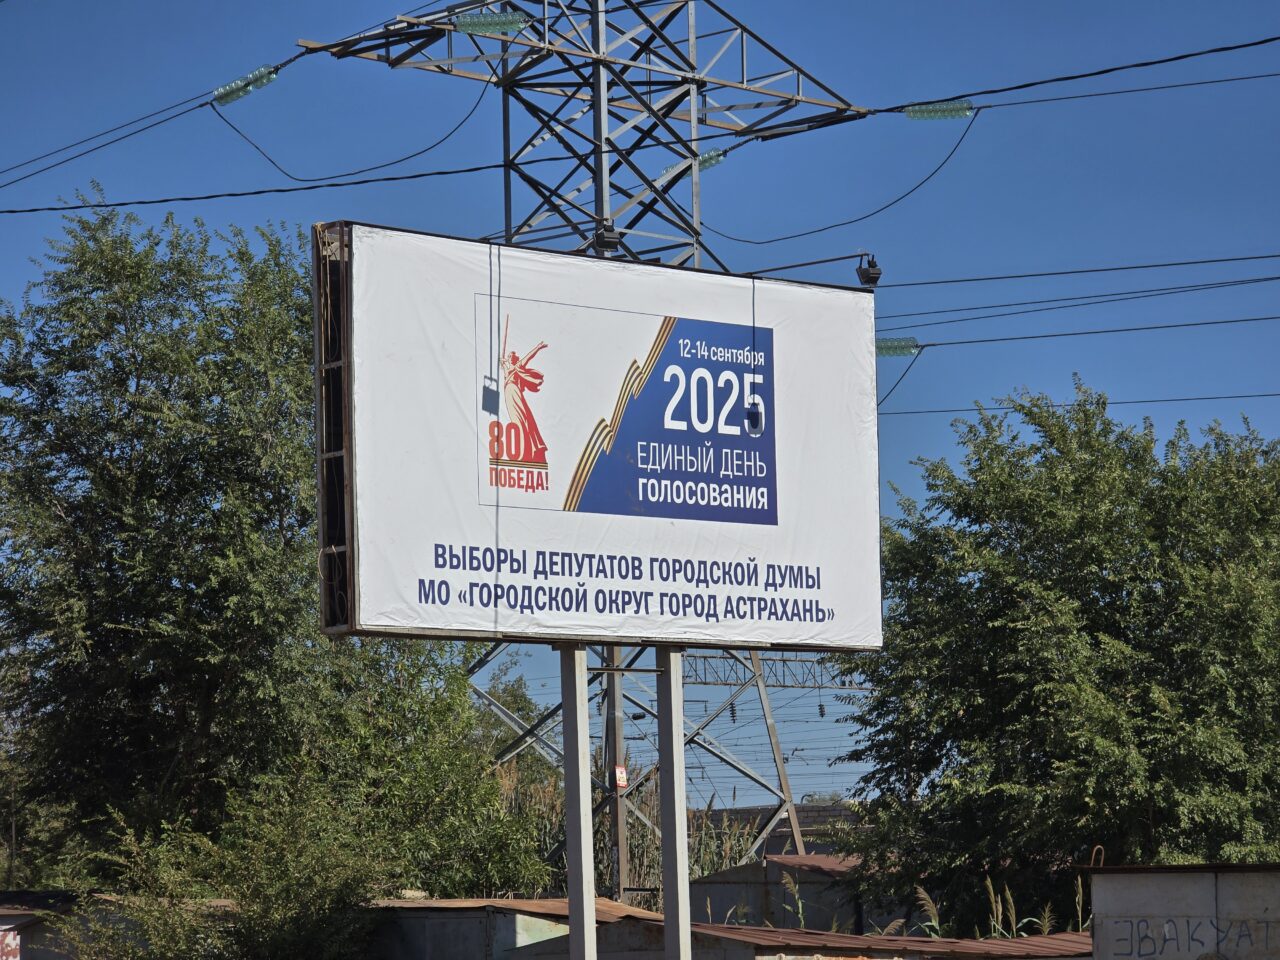 80
ПОБЕДА!
12-14 сентября
2025
ЕДИНЫЙ ДЕНЬ
ГОЛОСОВАНИЯ
ВЫБОРЫ ДЕПУТАТОВ ГОРОДСКОЙ ДУМЫ
МО «ГОРОДСКОЙ ОКРУГ ГОРОД АСТРАХАНЬ»
ЭВАКУАТ